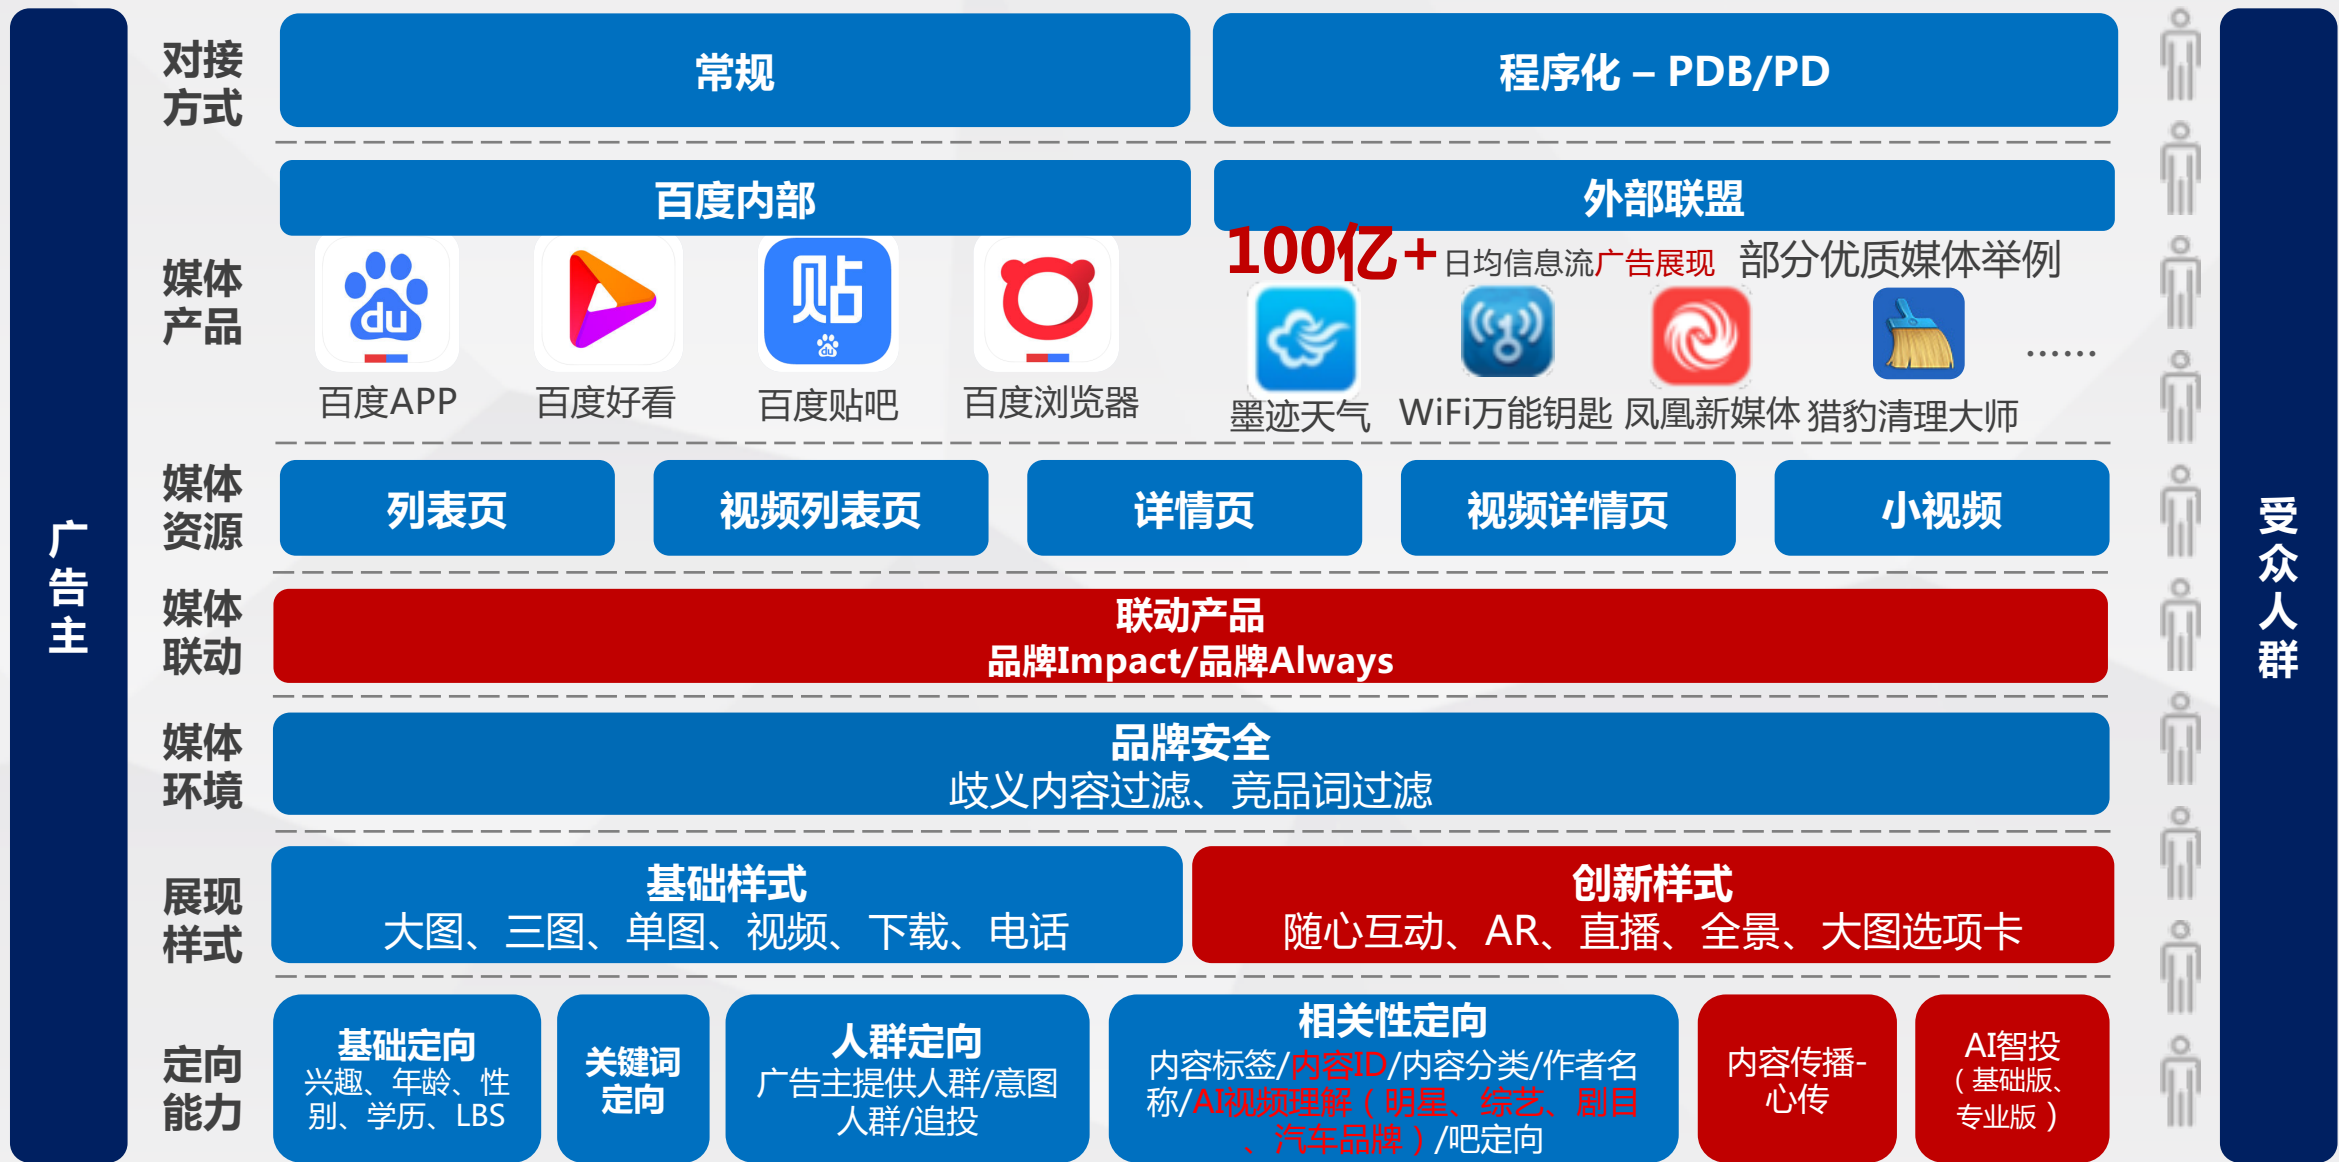 广告主
对接
方式
常规
程序化 – PDB/PD
媒体
产品
百度内部
外部联盟
100亿+日均信息流广告展现 部分优质媒体举例
du
贴
du
百度APP
百度好看
百度贴吧
百度浏览器
墨迹天气
WiFi万能钥匙
凤凰新媒体
猎豹清理大师
……
媒体
资源
列表页
视频列表页
详情页
视频详情页
小视频
媒体
联动
联动产品
品牌Impact/品牌Always
媒体
环境
品牌安全
歧义内容过滤、竞品词过滤
展现
样式
基础样式
大图、三图、单图、视频、下载、电话
创新样式
随心互动、AR、直播、全景、大图选项卡
定向
能力
基础定向
兴趣、年龄、性
别、学历、LBS
关键词
定向
人群定向
广告主提供人群/意图
人群/追投
相关性定向
内容标签/内容ID/内容分类/作者名
称/AI视频理解（明星、综艺、剧目
、汽车品牌）/吧定向
内容传播-
心传
AI智投
（基础版、
专业版）
受众人群